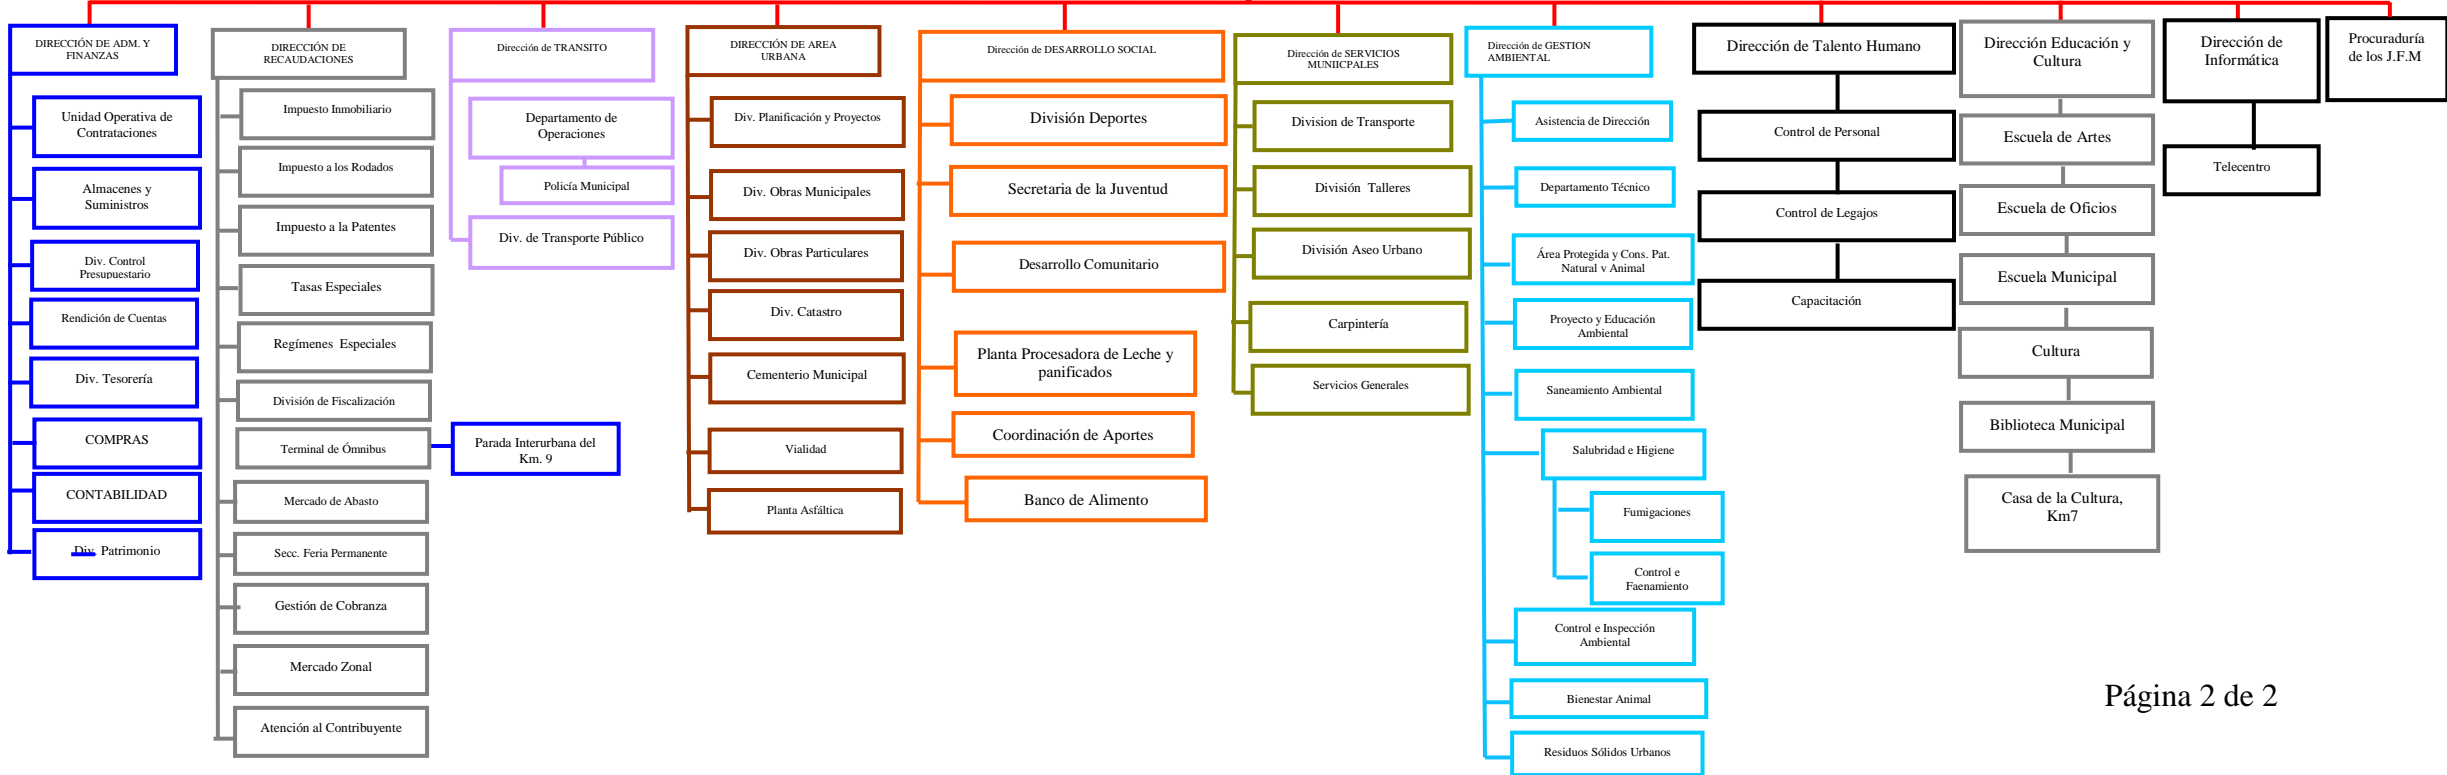 DIRECCIÓN DE ADM. Y
FINANZAS
Unidad Operativa de
Contrataciones
Almacenes y
Suministros
Div. Control
Presupuestario
Rendición de Cuentas
Div. Tesorería
COMPRAS
CONTABILIDAD
Div. Patrimonio
DIRECCIÓN DE
RECAUDACIONES
Impuesto Inmobiliario
Impuesto a los Rodados
Impuesto a la Patentes
Tasas Especiales
Regímenes Especiales
División de Fiscalización
Terminal de Ómnibus
Parada Interurbana del
Km. 9
Mercado de Abasto
Secc. Feria Permanente
Gestión de Cobranza
Mercado Zonal
Atención al Contribuyente
Dirección de TRANSITO
Departamento de
Operaciones
Policía Municipal
Div. de Transporte Público
DIRECCIÓN DE AREA
URBANA
Div. Planificación y Proyectos
Div. Obras Municipales
Div. Obras Particulares
Div. Catastro
Cementerio Municipal
Vialidad
Planta Asfáltica
Dirección de DESARROLLO SOCIAL
División Deportes
Secretaria de la Juventud
Desarrollo Comunitario
Planta Procesadora de Leche y
panificados
Coordinación de Aportes
Banco de Alimento
Dirección de SERVICIOS
MUNIICPALES
Division de Transporte
División Talleres
División Aseo Urbano
Carpintería
Servicios Generales
Dirección de GESTION
AMBIENTAL
Asistencia de Dirección
Departamento Técnico
Área Protegida y Cons. Pat.
Natural y Animal
Proyecto y Educación
Ambiental
Saneamiento Ambiental
Salubridad e Higiene
Fumigaciones
Control e
Faenamiento
Control e Inspección
Ambiental
Bienestar Animal
Residuos Sólidos Urbanos
Dirección de Talento Humano
Control de Personal
Control de Legajos
Capacitación
Dirección Educación y
Cultura
Escuela de Artes
Escuela de Oficios
Escuela Municipal
Cultura
Biblioteca Municipal
Casa de la Cultura,
Km7
Dirección de
Informática
Telecentro
Procuraduría
de los J.F.M
Página 2 de 2